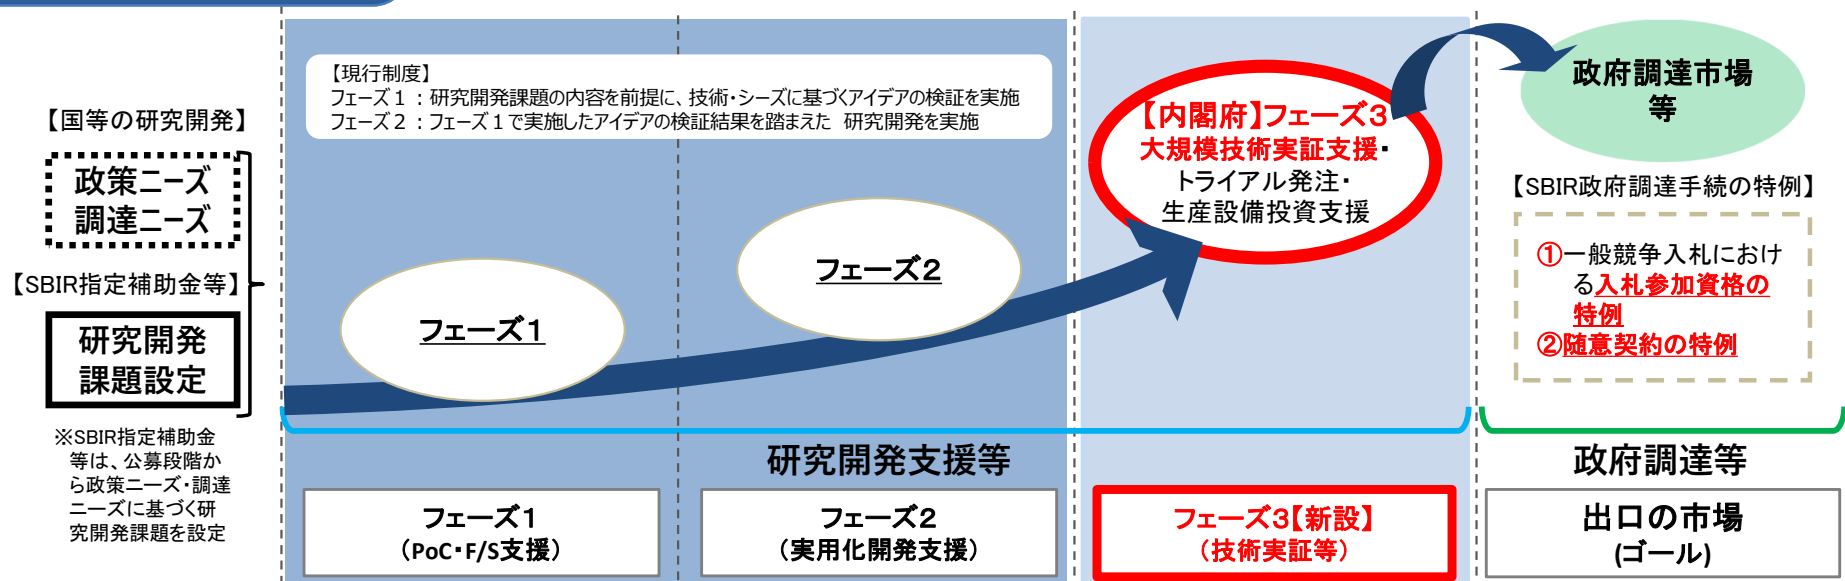 【国等の研究開発】
政策ニーズ
調達ニーズ
【SBIR指定補助金等】
研究開発
課題設定
※SBIR指定補助金
等は、公募段階か
ら政策ニーズ・調達
ニーズに基づく研
究開発課題を設定
【現行制度】
フェーズ１：研究開発課題の内容を前提に、技術・シーズに基づくアイデアの検証を実施
フェーズ２：フェーズ１で実施したアイデアの検証結果を踏まえた 研究開発を実施
フェーズ１
フェーズ２
【内閣府】フェーズ３
大規模技術実証支援・
トライアル発注・
生産設備投資支援
政府調達市場
等
【SBIR政府調達手続の特例】
①一般競争入札におけ
る入札参加資格の
特例
②随意契約の特例
研究開発支援等
政府調達等
フェーズ１
（PoC・F/S支援）
フェーズ２
（実用化開発支援）
フェーズ３【新設】
（技術実証等）
出口の市場
(ゴール)